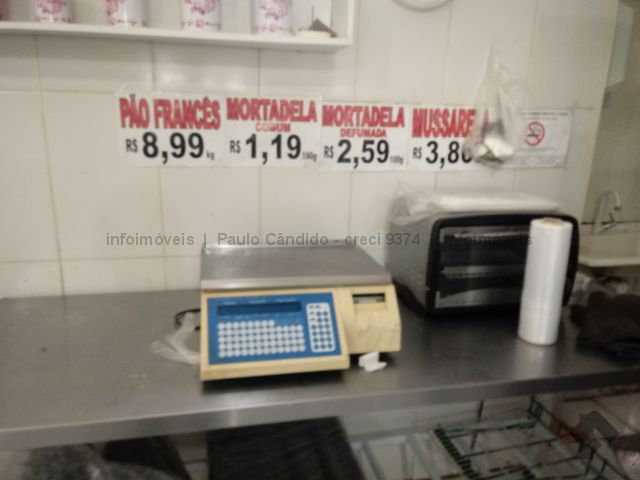 PÃO FRANCÊS
R$ 8,99 kg
MORTADELA
COMUM
R$ 1,19 100g
MORTADELA
DEFUMADA
R$ 2,59 100g
MUSSARE
R$ 3,8
infoimóveis | Paulo Cândido - creci 9374 / infoimoveis